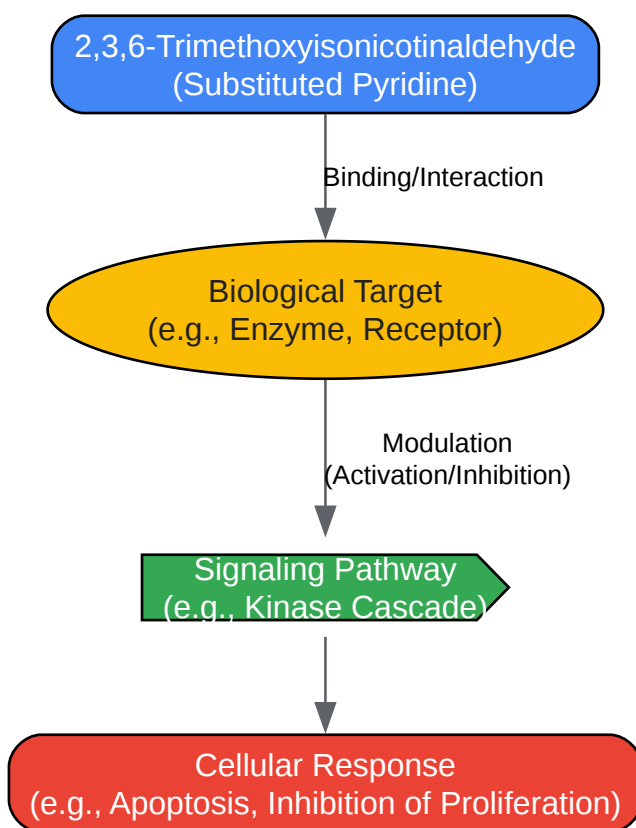 2,3,6-Trimethoxyisonicotinaldehyde
(Substituted Pyridine)
Binding/Interaction
Biological Target
(e.g., Enzyme, Receptor)
Modulation
(Activation/Inhibition)
Signaling Pathway
(e.g., Kinase Cascade)
Cellular Response
(e.g., Apoptosis, Inhibition of Proliferation)